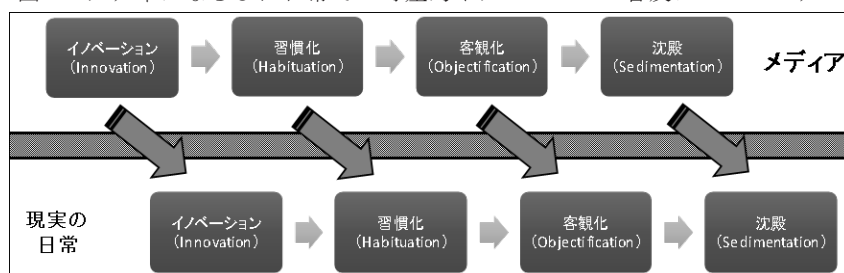 イノベーション
(Innovation)
習慣化
(Habituation)
客観化
(Objectification)
沈殿
(Sedimentation)
メディア
現実の
日常
イノベーション
(Innovation)
習慣化
(Habituation)
客観化
(Objectification)
沈殿
(Sedimentation)